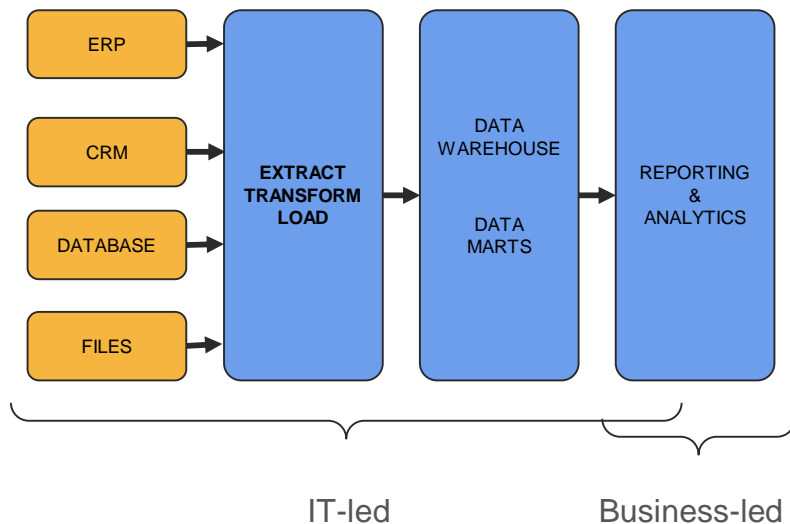 ERP
CRM
DATABASE
FILES
EXTRACT
TRANSFORM
LOAD
DATA
WAREHOUSE
DATA
MARTS
REPORTING
&
ANALYTICS
IT-led
Business-led